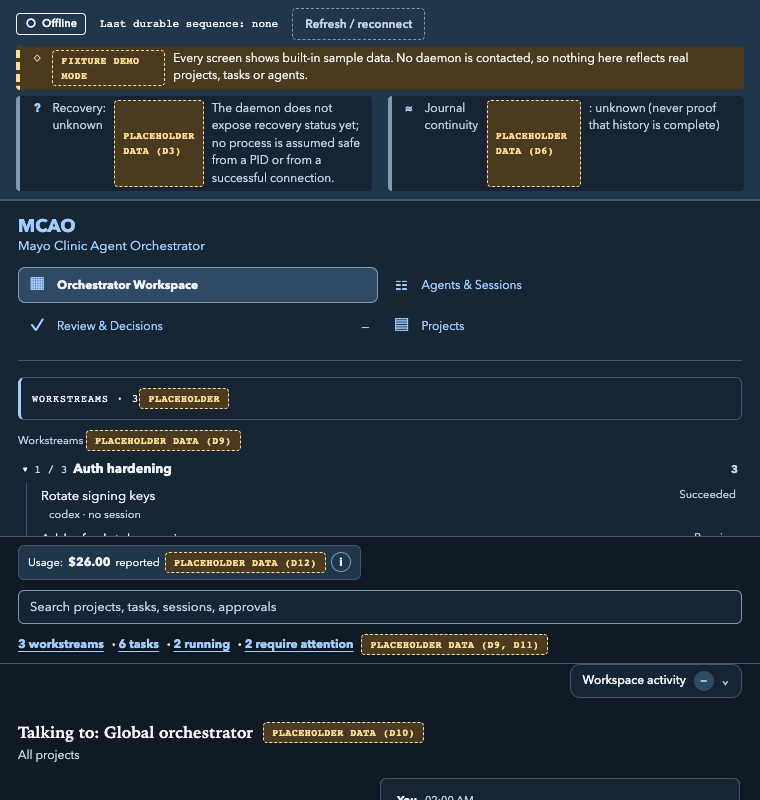 Offline Last durable sequence: none Refresh / reconnect
FIXTURE DEMO MODE
Every screen shows built-in sample data. No daemon is contacted, so nothing here reflects real
projects, tasks or agents.
? Recovery:
unknown
PLACEHOLDER
DATA (D3)
The daemon does not
expose recovery status yet;
no process is assumed safe
from a PID or from a
successful connection.
≈ Journal
continuity
PLACEHOLDER
DATA (D6)
: unknown (never proof
that history is complete)
MCAO
Mayo Clinic Agent Orchestrator
Orchestrator Workspace
Agents & Sessions
Review & Decisions –
Projects
WORKSTREAMS · 3 PLACEHOLDER
Workstreams PLACEHOLDER DATA (D9)
▾ 1 / 3 Auth hardening 3
Rotate signing keys Succeeded
codex · no session
Usage: $26.00 reported PLACEHOLDER DATA (D12) i
Search projects, tasks, sessions, approvals
3 workstreams · 6 tasks · 2 running · 2 require attention PLACEHOLDER DATA (D9, D11)
Workspace activity –
Talking to: Global orchestrator PLACEHOLDER DATA (D10)
All projects
You 02:00 AM